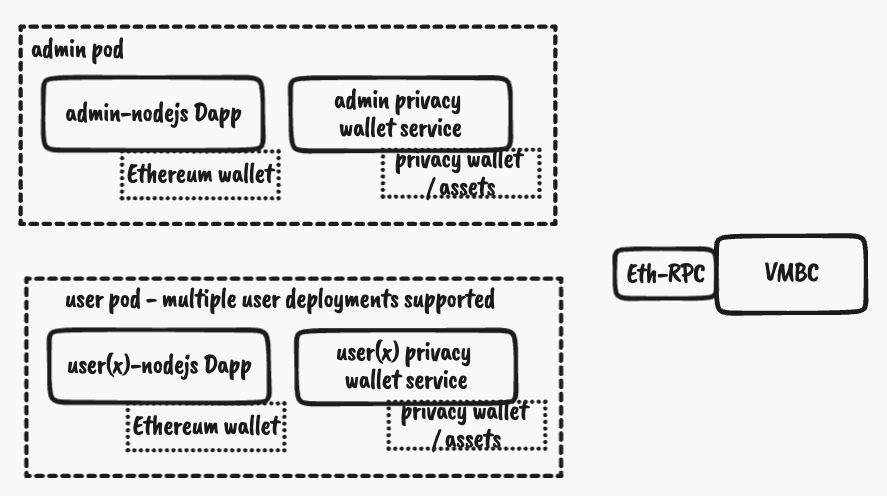 admin pod
admin-nodejs Dapp
admin privacy
wallet service
Ethereum wallet
privacy wallet
/ assets
Eth-RPC
VMBC
user pod - multiple user deployments supported
user(x)-nodejs Dapp
user(x) privacy
wallet service
Ethereum wallet
privacy wallet
/ assets